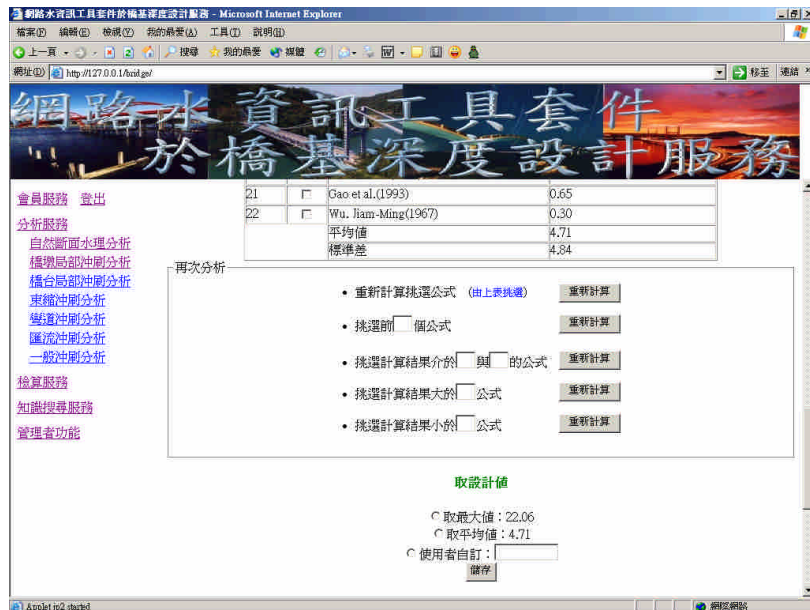 網路水資訊工具套件於橋基深度設計服務 - Microsoft Internet Explorer
檔案(F) 編輯(E) 檢視(V) 我的最愛(A) 工具(T) 說明(H)
上一頁 搜尋 我的最愛 媒體
網址(D) http://127.0.0.1/bridge/ 移至 連結 »
網路水資訊工具套件
於橋基深度設計服務
會員服務 登出
分析服務
自然斷面水理分析
橋墩局部沖刷分析
橋台局部沖刷分析
束縮沖刷分析
彎道沖刷分析
匯流沖刷分析
一般沖刷分析
檢算服務
知識搜尋服務
管理者功能
21 Gao et al.(1993) 0.65
22 Wu. Jiam-Ming(1967) 0.30
平均值 4.71
標準差 4.84
再次分析
• 重新計算挑選公式 (由上表挑選) 重新計算
• 挑選前 個公式 重新計算
• 挑選計算結果介於 與 的公式 重新計算
• 挑選計算結果大於 公式 重新計算
• 挑選計算結果小於 公式 重新計算
取設計值
取最大值：22.06
取平均值：4.71
使用者自訂：
儲存
Applet jp2 started 網際網路